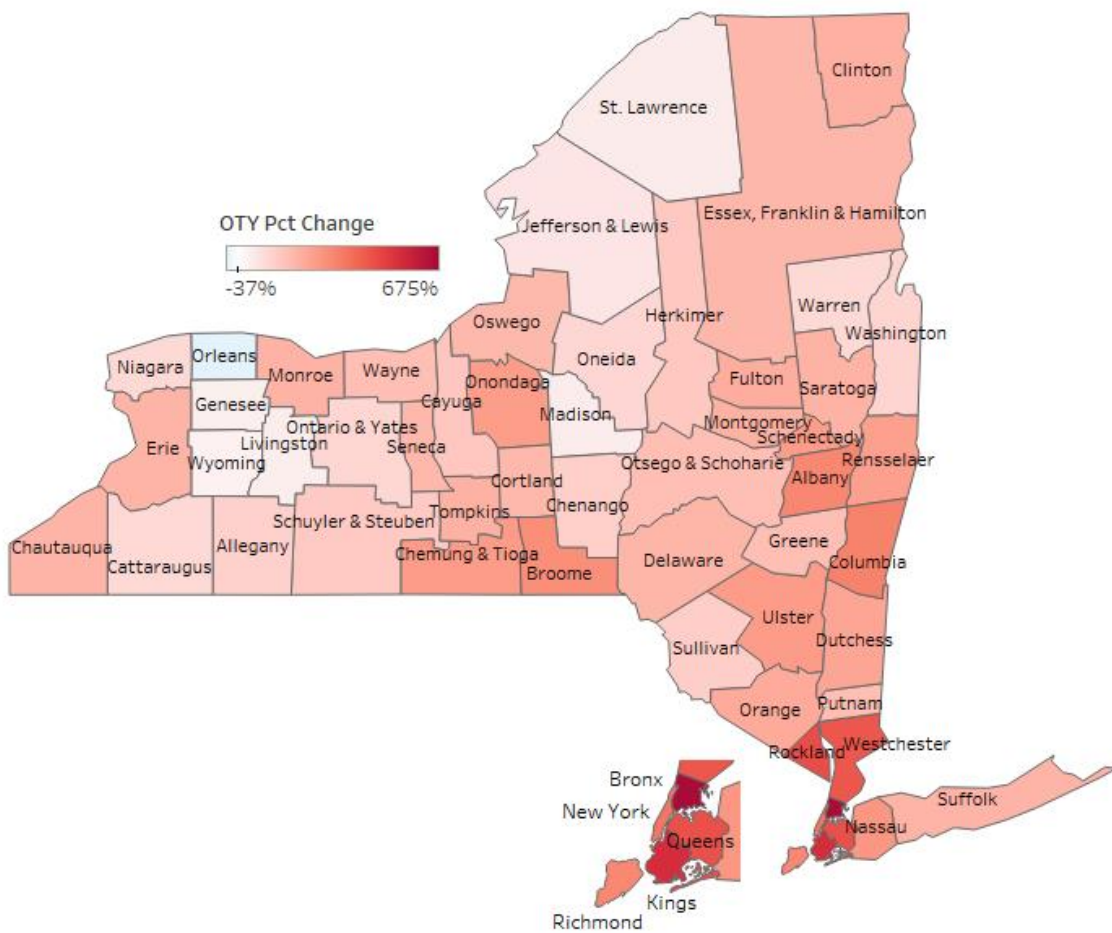 Clinton
St. Lawrence
OTY Pct Change
-37%
675%
Jefferson & Lewis
Essex, Franklin & Hamilton
Warren
Washington
Herkimer
Oswego
Oneida
Niagara
Orleans
Monroe
Wayne
Onondaga
Cayuga
Fulton
Saratoga
Genesee
Madison
Montgomery
Schenectady
Erie
Wyoming
Livingston
Ontario & Yates
Seneca
Otsego & Schoharie
Albany
Rensselaer
Cortland
Chenango
Tompkins
Schuyler & Steuben
Chautauqua
Cattaraugus
Allegany
Chemung & Tioga
Broome
Delaware
Greene
Columbia
Ulster
Dutchess
Sullivan
Orange
Putnam
Rockland
Westchester
Bronx
New York
Queens
Kings
Richmond
Suffolk
Nassau